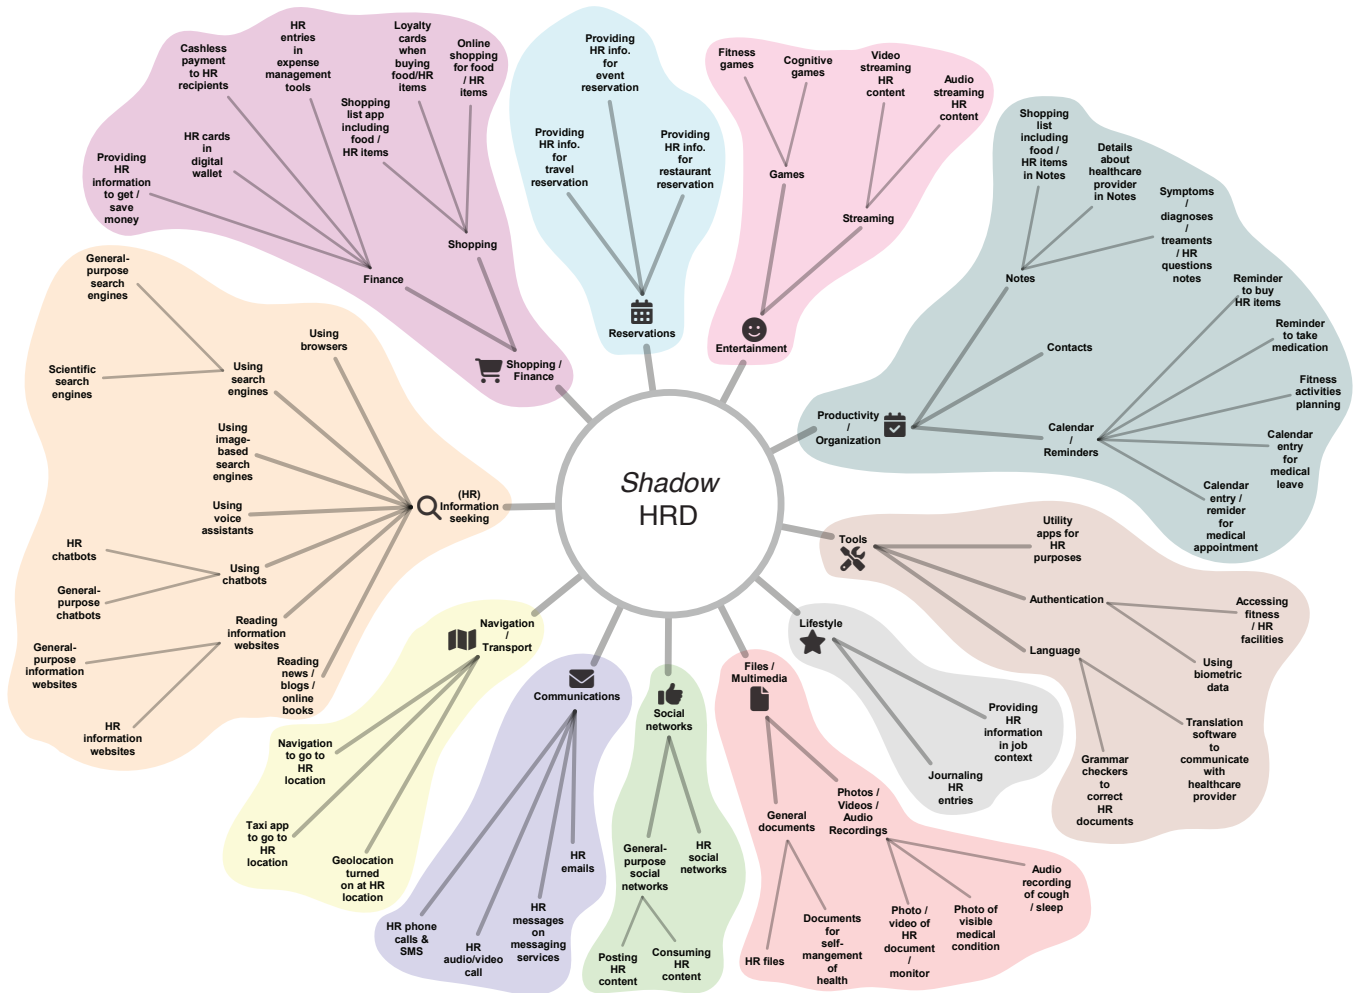 Shadow
HRD
Shopping /
Finance
Finance
Providing
HR
information
to get /
save
money
HR cards
in
digital
wallet
Cashless
payment
to HR
recipients
HR
entries
in
expense
management
tools
Shopping
Shopping
list app
including
food /
HR items
Loyalty
cards
when
buying
food/HR
items
Online
shopping
for food
/ HR
items
Reservations
Providing
HR info.
for
travel
reservation
Providing
HR info.
for
event
reservation
Providing
HR info.
for
restaurant
reservation
Entertainment
Games
Fitness
games
Cognitive
games
Streaming
Video
streaming
HR
content
Audio
streaming
HR
content
Productivity
/
Organization
Notes
Shopping
list
including
food /
HR items
in Notes
Details
about
healthcare
provider
in Notes
Symptoms
/
diagnoses
/
treaments
/ HR
questions
notes
Contacts
Calendar
/
Reminders
Reminder
to buy
HR items
Reminder
to take
medication
Fitness
activities
planning
Calendar
entry
for
medical
leave
Calendar
entry /
remider
for
medical
appointment
Tools
Utility
apps for
HR
purposes
Authentication
Accessing
fitness
/ HR
facilities
Using
biometric
data
Language
Translation
software
to
communicate
with
healthcare
provider
Grammar
checkers
to
correct
HR
documents
Lifestyle
Providing
HR
information
in job
context
Journaling
HR
entries
Files /
Multimedia
General
documents
HR files
Documents
for
self-
mangement
of
health
Photos /
Videos /
Audio
Recordings
Photo /
video of
HR
document
/
monitor
Photo of
visible
medical
condition
Audio
recording
of cough
/ sleep
Social
networks
General-
purpose
social
networks
Posting
HR
content
Consuming
HR
content
HR
social
networks
Communications
HR phone
calls &
SMS
HR
audio/video
call
HR
messages
on
messaging
services
HR
emails
Navigation
/
Transport
Navigation
to go to
HR
location
Taxi app
to go to
HR
location
Geolocation
turned
on at HR
location
(HR)
Information
seeking
Using
browsers
Using
search
engines
General-
purpose
search
engines
Scientific
search
engines
Using
image-
based
search
engines
Using
voice
assistants
Using
chatbots
HR
chatbots
General-
purpose
chatbots
Reading
information
websites
General-
purpose
information
websites
HR
information
websites
Reading
news /
blogs /
online
books